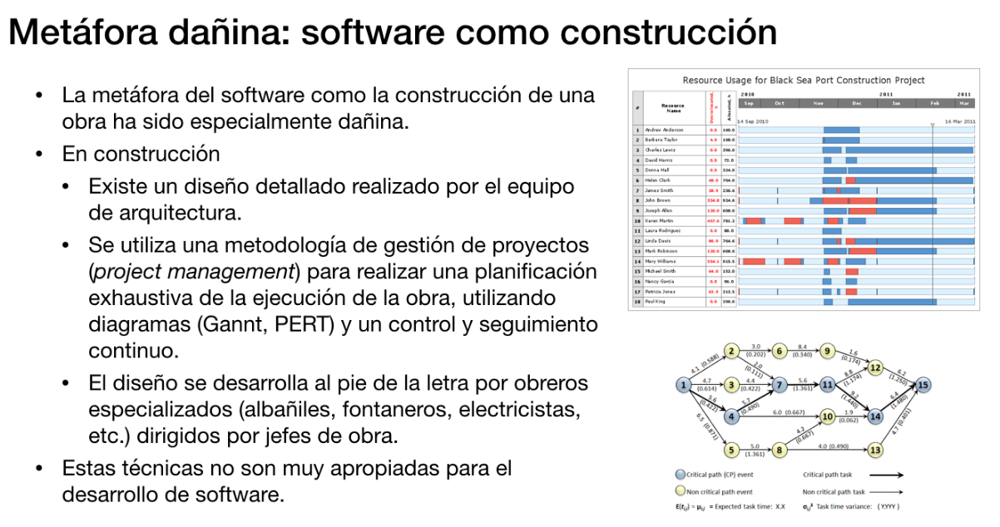 Metáfora dañina: software como construcción
• La metáfora del software como la construcción de una
obra ha sido especialmente dañina.
• En construcción
• Existe un diseño detallado realizado por el equipo
de arquitectura.
• Se utiliza una metodología de gestión de proyectos
(project management) para realizar una planificación
exhaustiva de la ejecución de la obra, utilizando
diagramas (Gannt, PERT) y un control y seguimiento
continuo.
• El diseño se desarrolla al pie de la letra por obreros
especializados (albañiles, fontaneros, electricistas,
etc.) dirigidos por jefes de obra.
• Estas técnicas no son muy apropiadas para el
desarrollo de software.
Resource Usage for Black Sea Port Construction Project
2010 2011 2011
# Resource Name Overallocated, h Allocated, h Sep Oct Nov Dec Jan Feb Mar
14 Sep 2010 16 Mar 2011
1 Andrew Anderson 0.0 160.0
2 Barbara Taylor 4.0 168.0
3 Charles Lewis 0.0 396.0
4 David Harris 0.0 72.0
5 Donna Hall 0.0 334.0
6 Helen Clark 48.0 704.0
7 James Smith 38.9 236.6
8 John Brown 334.8 934.6
9 Joseph Allen 120.0 608.0
10 Karen Martin 457.6 781.3
11 Laura Rodriguez 0.0 88.0
12 Linda Davis 86.9 764.6
13 Mark Robinson 120.0 688.0
14 Mary Williams 554.1 915.5
15 Michael Smith 64.0 152.0
16 Nancy Garcia 0.0 96.0
17 Patricia Jones 62.9 212.5
18 Paul King 0.0 296.0
2 3.0 (0.202) 6 8.4 (0.340) 9 1.6 (0.174) 12 6.2 (1.250)
4.1 (0.588) 2.0 (0.111) 8.8 (1.174)
1 4.7 (0.614) 3 4.4 (0.422) 7 5.6 (1.361) 11 15
5.6 (0.422) 5.7 (0.490) 9.2 (1.440) 6.4 (1.480)
4 6.0 (0.667) 10 1.9 (0.062) 14
6.5 (0.871) 4.2 (0.667) 4.7 (0.401)
5 5.0 (1.361) 8 4.0 (0.490) 13
Critical path (CP) event Critical path task
Non critical path event Non critical path task
E(tij) = μij = Expected task time: X.X σij² Task time variance: (Y.YYY)